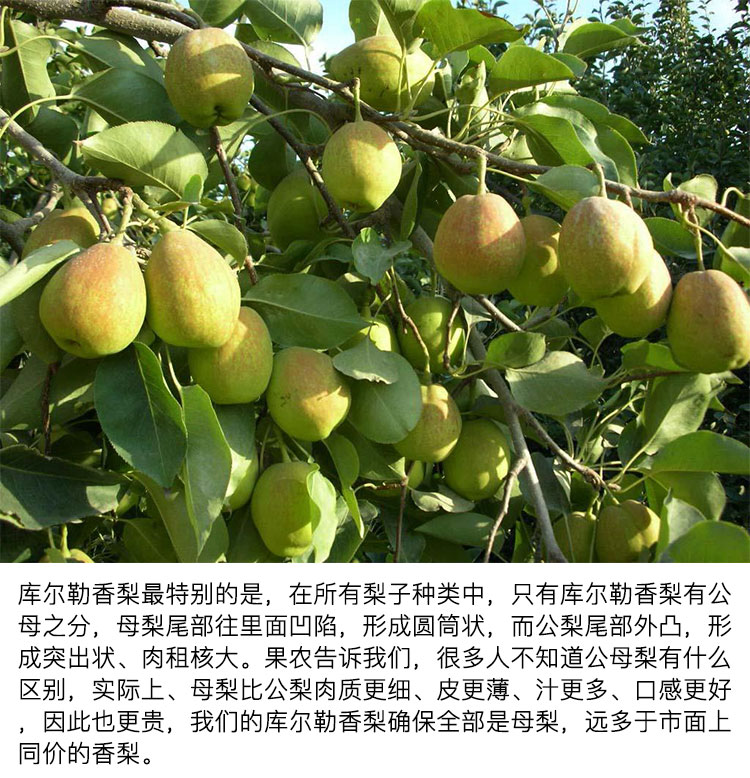 库尔勒香梨最特别的是，在所有梨子种类中，只有库尔勒香梨有公
母之分，母梨尾部往里面凹陷，形成圆筒状，而公梨尾部外凸，形
成突出状、肉租核大。果农告诉我们，很多人不知道公母梨有什么
区别，实际上、母梨比公梨肉质更细、皮更薄、汁更多、口感更好
，因此也更贵，我们的库尔勒香梨确保全部是母梨，远多于市面上
同价的香梨。